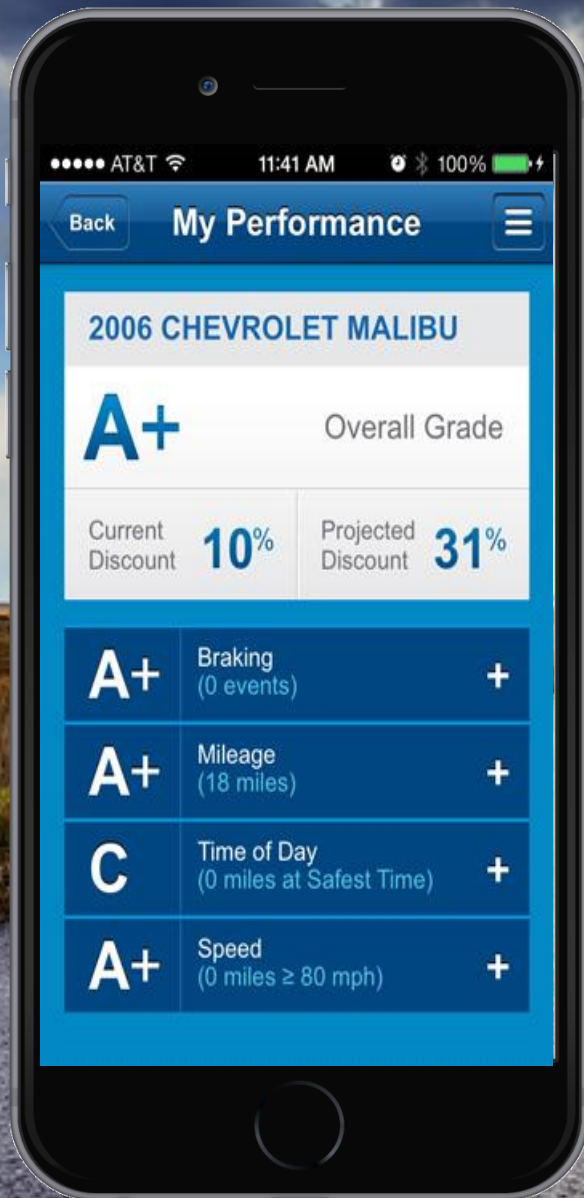 AT&T 11:41 AM 100%
Back My Performance
2006 CHEVROLET MALIBU
A+ Overall Grade
Current Discount 10% Projected Discount 31%
A+ Braking
(0 events)
+
A+ Mileage
(18 miles)
+
C Time of Day
(0 miles at Safest Time)
+
A+ Speed
(0 miles ≥ 80 mph)
+